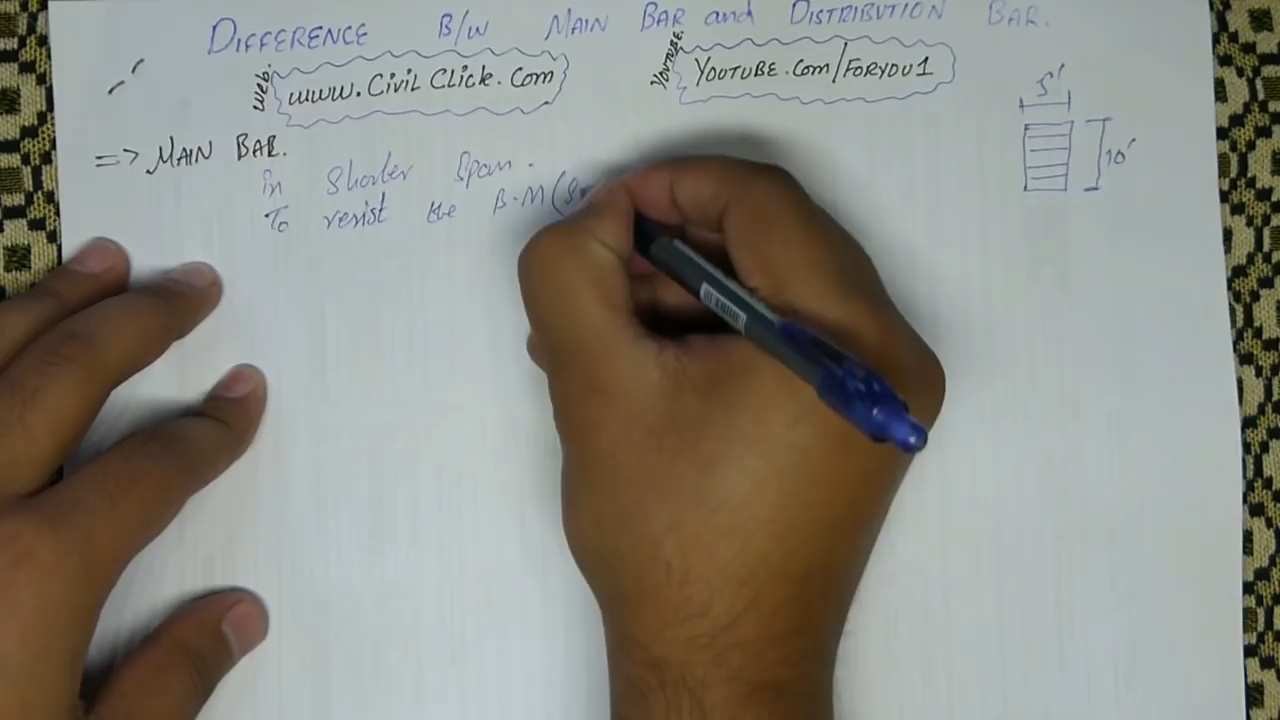 DIFFERENCE B/W MAIN BAR and DISTRIBUTION BAR.
Web:
www.Civil Click.Com
YOUTUBE:
YOUTUBE.Com/FORYOU1
5'
10'
=> MAIN BAR.
in Shorter Span.
To resist the B.M(S